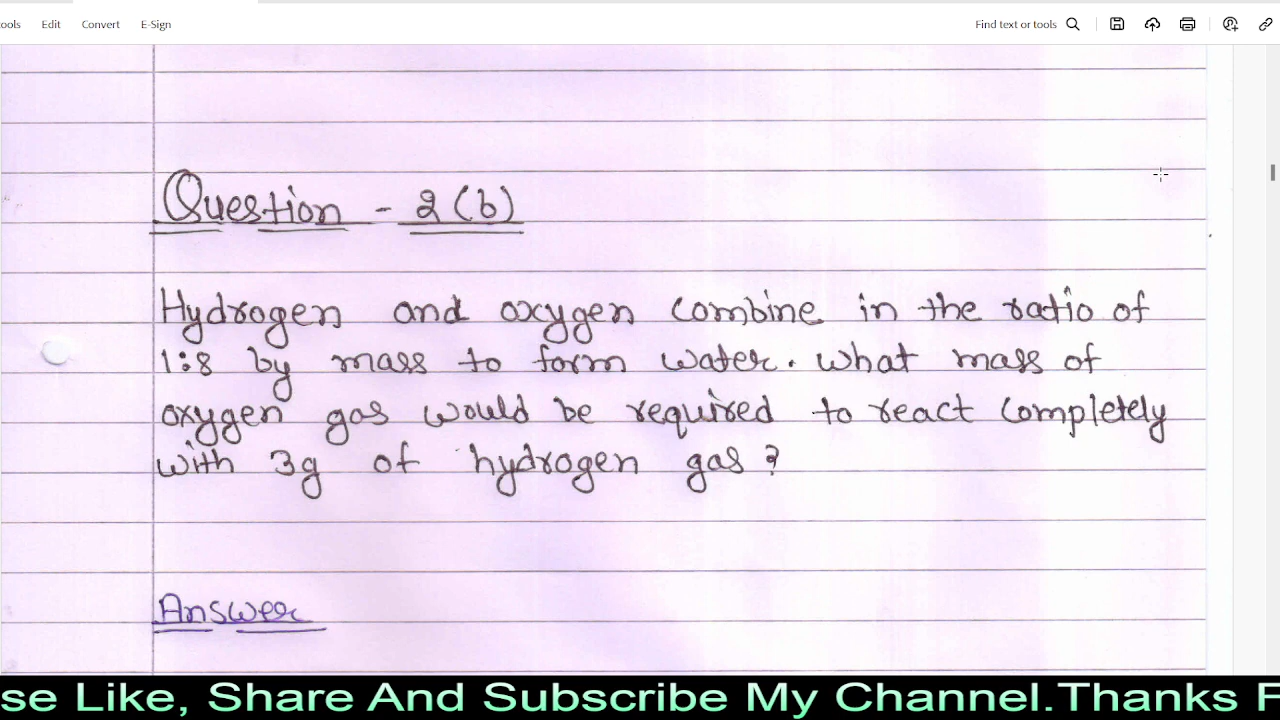 ools Edit Convert E-Sign Find text or tools
Question - 2 (b)
Hydrogen and oxygen combine in the ratio of
1:8 by mass to form water. What mass of
oxygen gas would be required to react completely
with 3g of hydrogen gas?
Answer
se Like, Share And Subscribe My Channel.Thanks F